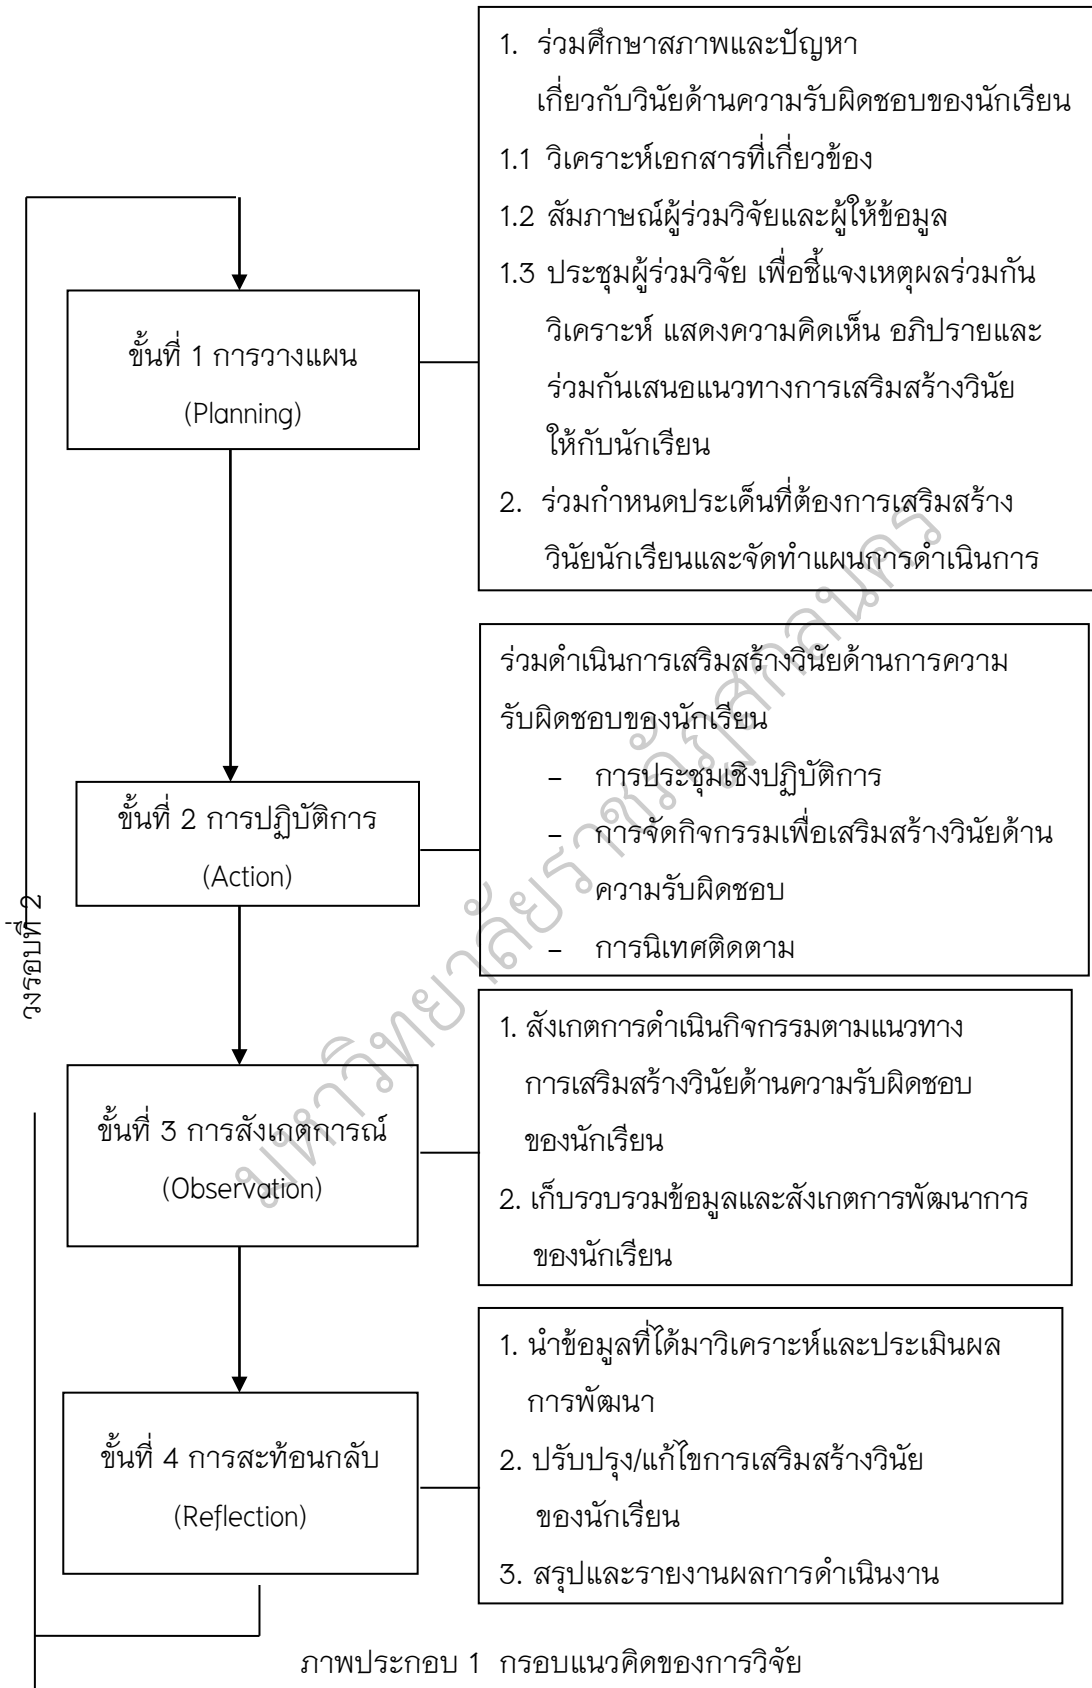 1. ร่วมศึกษาสภาพและปัญหา
เกี่ยวกับวินัยด้านความรับผิดชอบของนักเรียน
1.1 วิเคราะห์เอกสารที่เกี่ยวข้อง
1.2 สัมภาษณ์ผู้ร่วมวิจัยและผู้ให้ข้อมูล
1.3 ประชุมผู้ร่วมวิจัย เพื่อชี้แจงเหตุผลร่วมกัน
วิเคราะห์ แสดงความคิดเห็น อภิปรายและ
ร่วมกันเสนอแนวทางการเสริมสร้างวินัย
ให้กับนักเรียน
2. ร่วมกำหนดประเด็นที่ต้องการเสริมสร้าง
วินัยนักเรียนและจัดทำแผนการดำเนินการ
ขั้นที่ 1 การวางแผน
(Planning)
ร่วมดำเนินการเสริมสร้างวินัยด้านการความ
รับผิดชอบของนักเรียน
- การประชุมเชิงปฏิบัติการ
- การจัดกิจกรรมเพื่อเสริมสร้างวินัยด้าน
ความรับผิดชอบ
- การนิเทศติดตาม
ขั้นที่ 2 การปฏิบัติการ
(Action)
วงรอบที่ 2
1. สังเกตการดำเนินกิจกรรมตามแนวทาง
การเสริมสร้างวินัยด้านความรับผิดชอบ
ของนักเรียน
2. เก็บรวบรวมข้อมูลและสังเกตการพัฒนาการ
ของนักเรียน
ขั้นที่ 3 การสังเกตการณ์
(Observation)
1. นำข้อมูลที่ได้มาวิเคราะห์และประเมินผล
การพัฒนา
2. ปรับปรุง/แก้ไขการเสริมสร้างวินัย
ของนักเรียน
3. สรุปและรายงานผลการดำเนินงาน
ขั้นที่ 4 การสะท้อนกลับ
(Reflection)
มหาวิทยาลัยราชภัฏสกลนคร
ภาพประกอบ 1 กรอบแนวคิดของการวิจัย